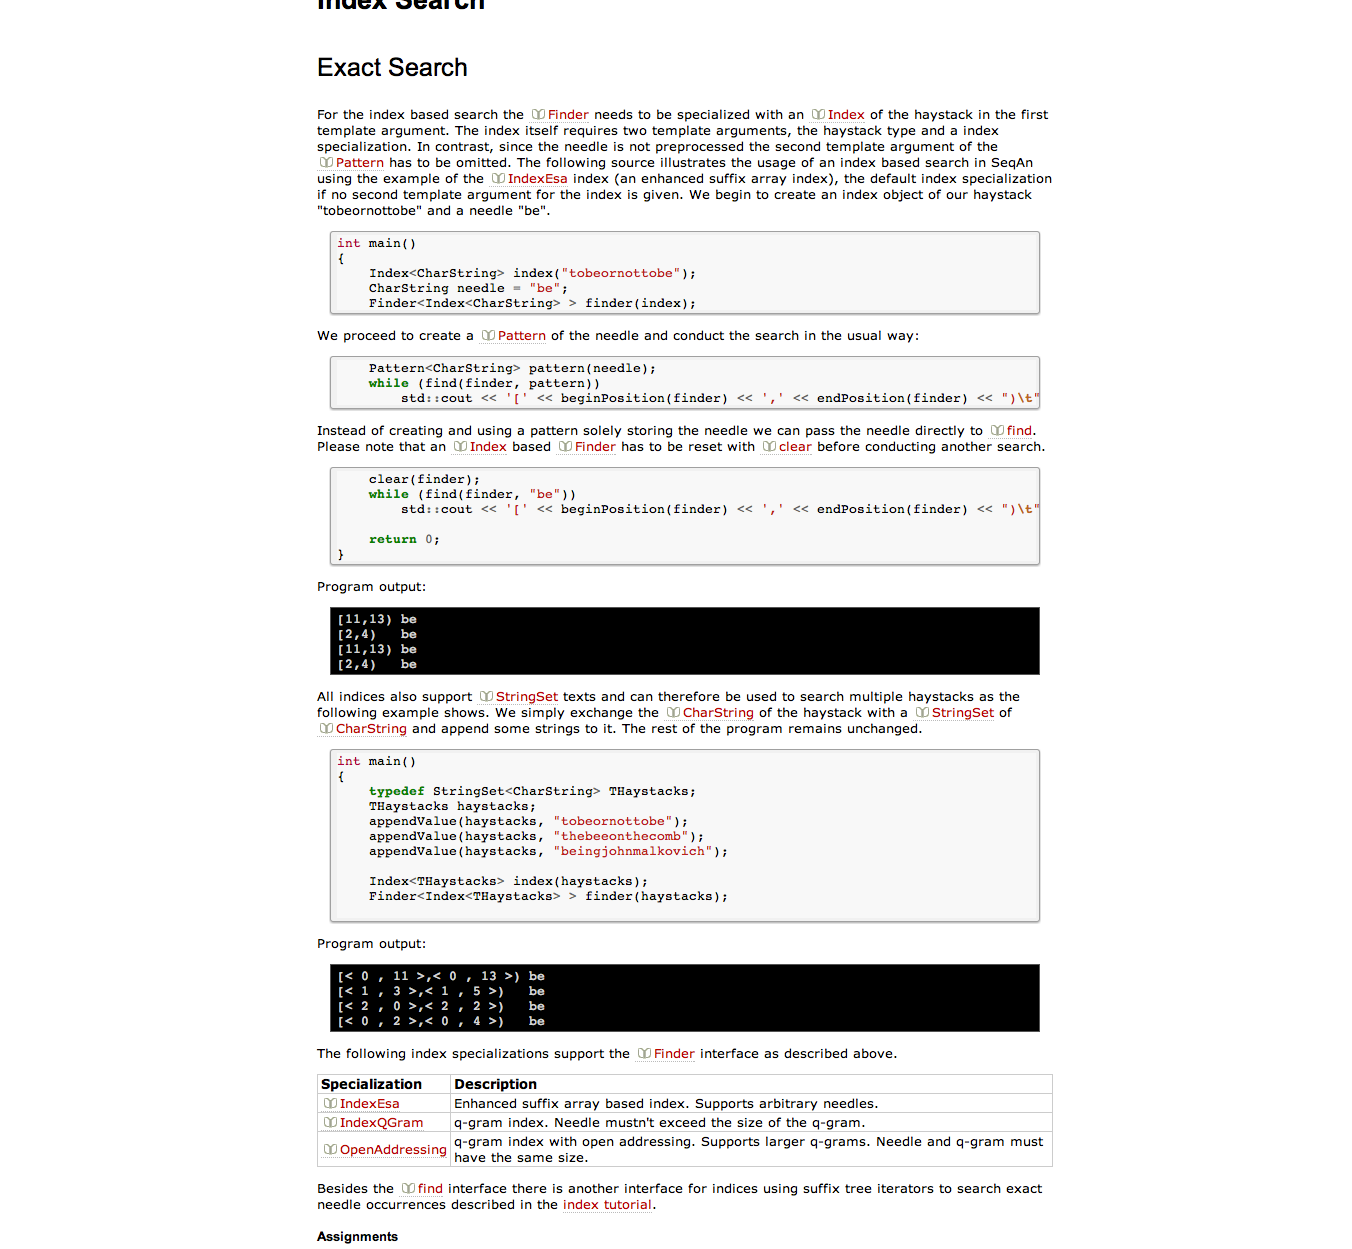 Index Search
Exact Search
For the index based search the Finder needs to be specialized with an Index of the haystack in the first
template argument. The index itself requires two template arguments, the haystack type and a index
specialization. In contrast, since the needle is not preprocessed the second template argument of the
Pattern has to be omitted. The following source illustrates the usage of an index based search in SeqAn
using the example of the IndexEsa index (an enhanced suffix array index), the default index specialization
if no second template argument for the index is given. We begin to create an index object of our haystack
"tobeornottobe" and a needle "be".
int main()
{
    Index<CharString> index("tobeornottobe");
    CharString needle = "be";
    Finder<Index<CharString> > finder(index);
We proceed to create a Pattern of the needle and conduct the search in the usual way:
    Pattern<CharString> pattern(needle);
    while (find(finder, pattern))
        std::cout << '[' << beginPosition(finder) << ',' << endPosition(finder) << ")\t"
Instead of creating and using a pattern solely storing the needle we can pass the needle directly to find.
Please note that an Index based Finder has to be reset with clear before conducting another search.
    clear(finder);
    while (find(finder, "be"))
        std::cout << '[' << beginPosition(finder) << ',' << endPosition(finder) << ")\t"
    return 0;
}
Program output:
[11,13) be
[2,4)   be
[11,13) be
[2,4)   be
All indices also support StringSet texts and can therefore be used to search multiple haystacks as the
following example shows. We simply exchange the CharString of the haystack with a StringSet of
CharString and append some strings to it. The rest of the program remains unchanged.
int main()
{
    typedef StringSet<CharString> THaystacks;
    THaystacks haystacks;
    appendValue(haystacks, "tobeornottobe");
    appendValue(haystacks, "thebeeonthecomb");
    appendValue(haystacks, "beingjohnmalkovich");
    Index<THaystacks> index(haystacks);
    Finder<Index<THaystacks> > finder(haystacks);
Program output:
[< 0 , 11 >,< 0 , 13 >) be
[< 1 , 3 >,< 1 , 5 >)   be
[< 2 , 0 >,< 2 , 2 >)   be
[< 0 , 2 >,< 0 , 4 >)   be
The following index specializations support the Finder interface as described above.
Specialization Description
IndexEsa Enhanced suffix array based index. Supports arbitrary needles.
IndexQGram q-gram index. Needle mustn't exceed the size of the q-gram.
OpenAddressing q-gram index with open addressing. Supports larger q-grams. Needle and q-gram must
have the same size.
Besides the find interface there is another interface for indices using suffix tree iterators to search exact
needle occurrences described in the index tutorial.
Assignments